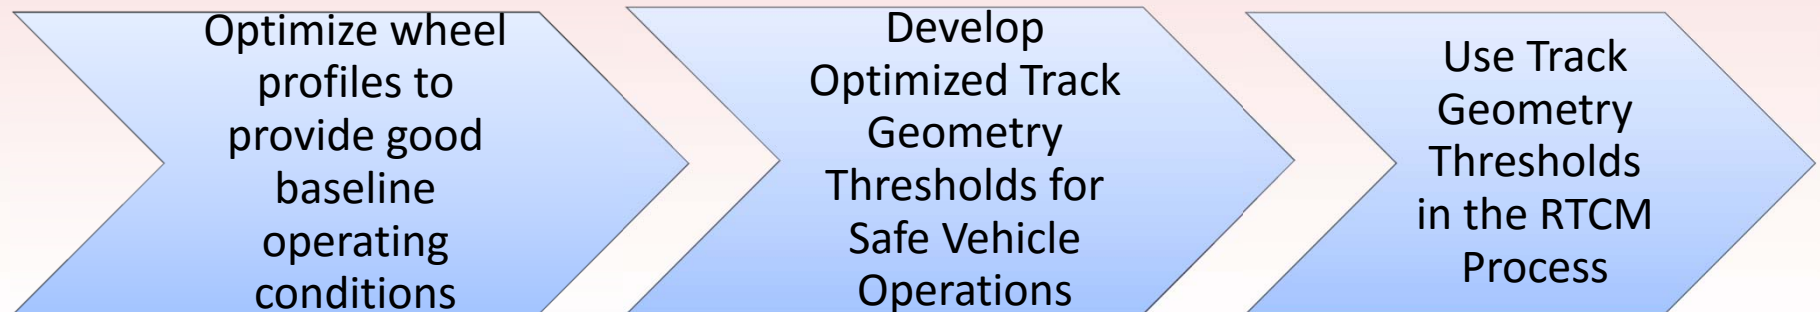 Optimize wheel
profiles to
provide good
baseline
operating
conditions
Develop
Optimized Track
Geometry
Thresholds for
Safe Vehicle
Operations
Use Track
Geometry
Thresholds
in the RTCM
Process